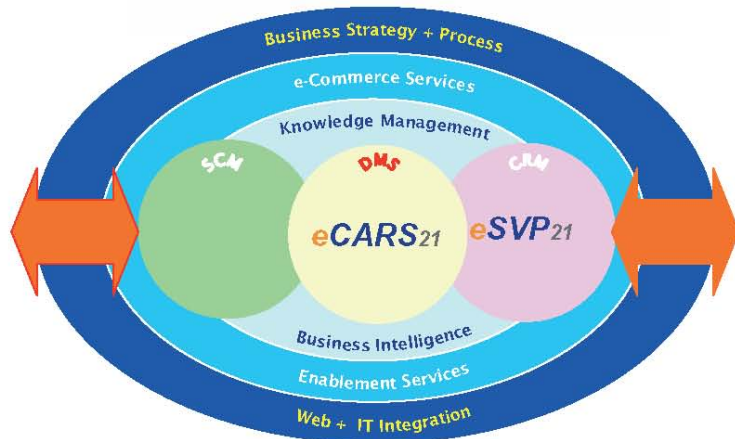 Business Strategy + Process
e-Commerce Services
Knowledge Management
SCM
DMS
CRM
eCARS21
eSVP21
Business Intelligence
Enablement Services
Web + IT Integration